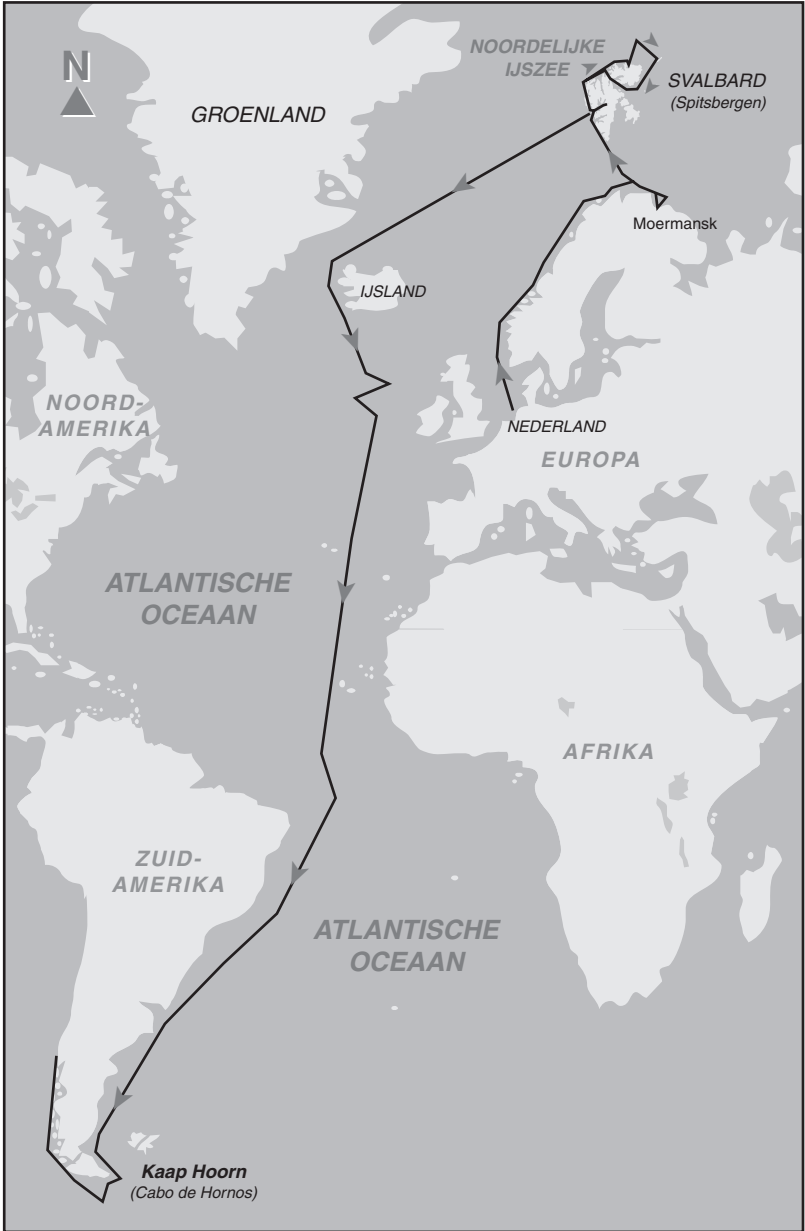 N
NOORDELIJKE
IJSZEE
SVALBARD
(Spitsbergen)
GROENLAND
Moermansk
IJSLAND
NOORD-
AMERIKA
NEDERLAND
EUROPA
ATLANTISCHE
OCEAAN
AFRIKA
ZUID-
AMERIKA
ATLANTISCHE
OCEAAN
Kaap Hoorn
(Cabo de Hornos)